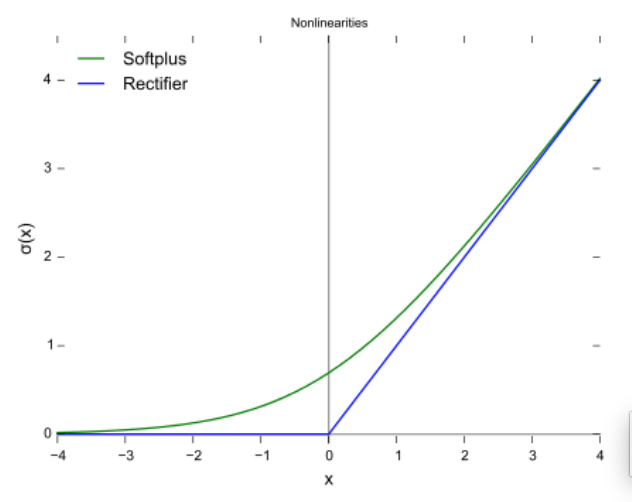 Nonlinearities
Softplus
Rectifier
4
3
2
1
0
σ(x)
−4 −3 −2 −1 0 1 2 3 4
x